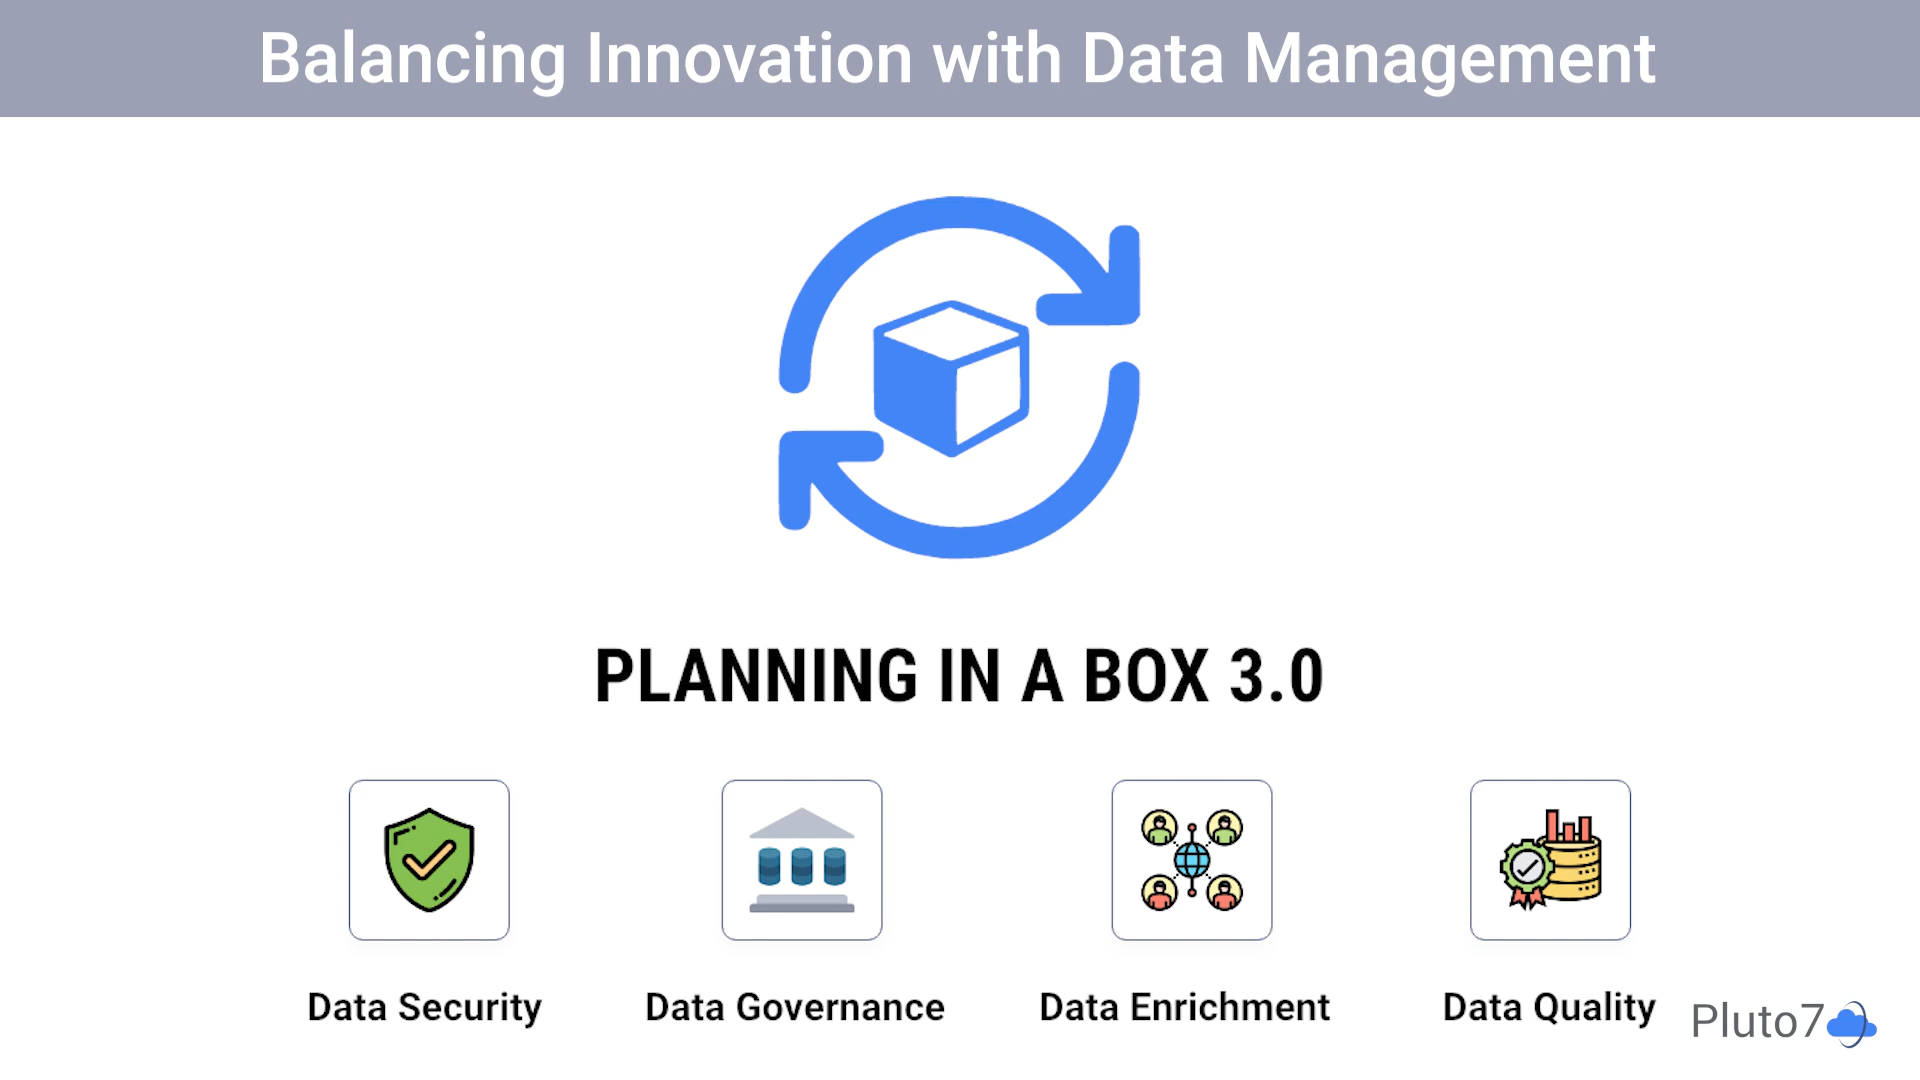 Balancing Innovation with Data Management
PLANNING IN A BOX 3.0
Data Security
Data Governance
Data Enrichment
Data Quality
Pluto7